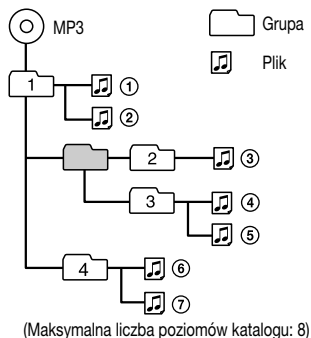 MP3
Grupa
Plik
1
①
②
2
③
3
④
⑤
4
⑥
⑦
(Maksymalna liczba poziomów katalogu: 8)